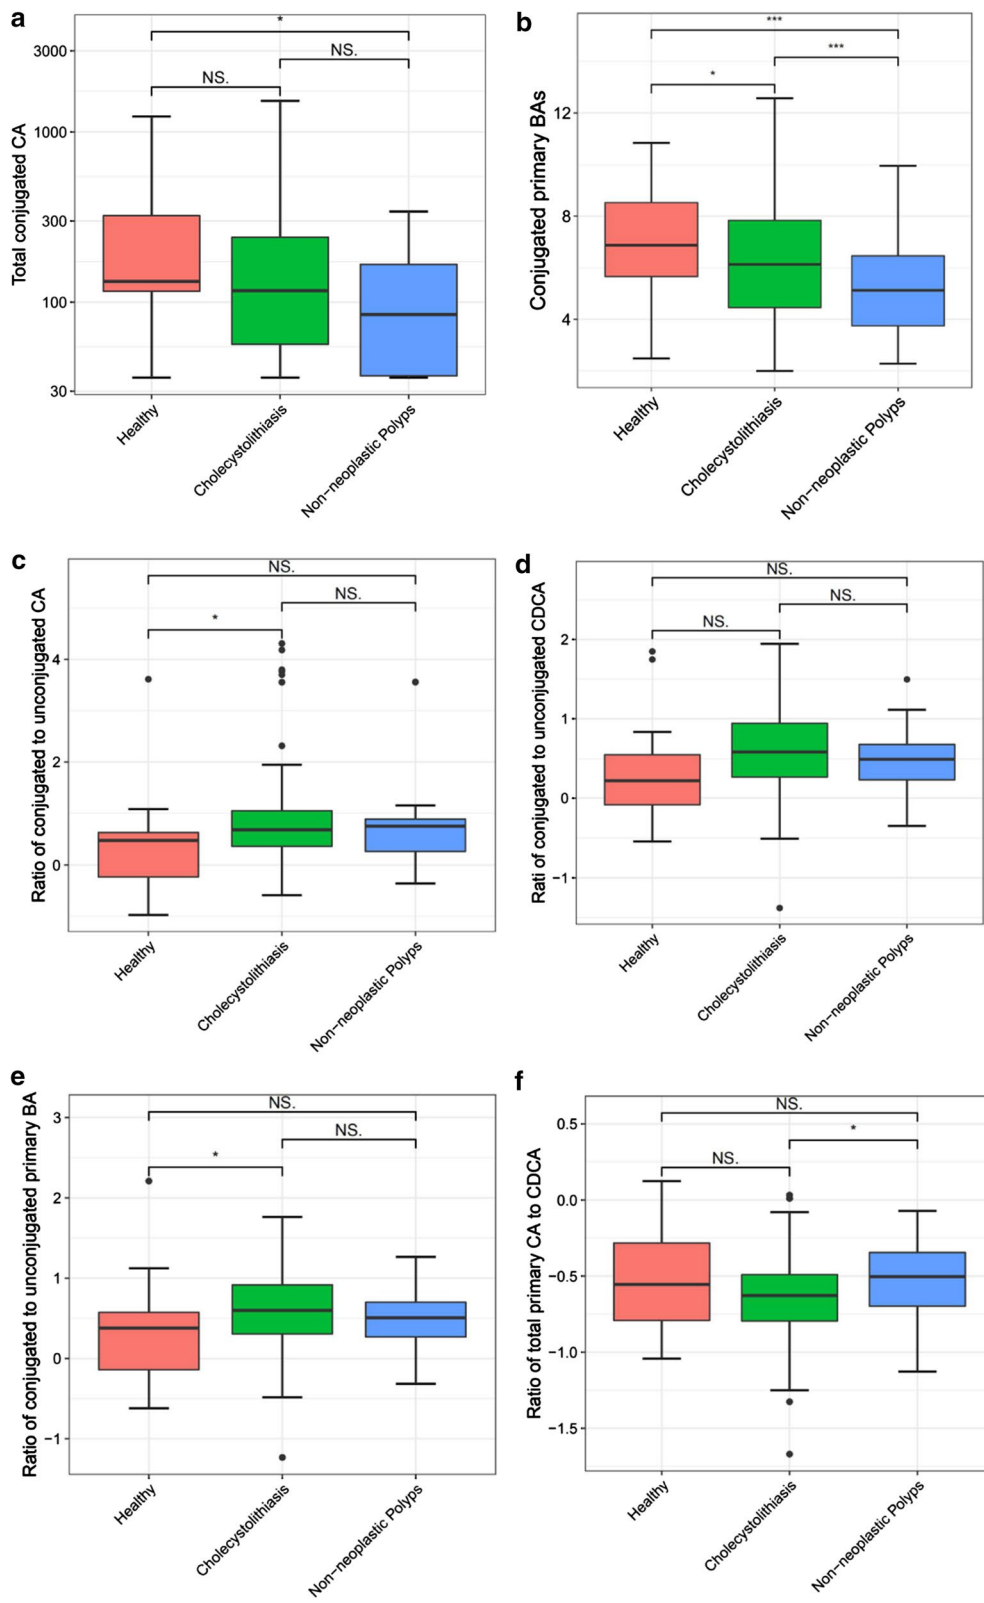 a
*
NS.
NS.
3000
1000
300
100
30
Total conjugated CA
Healthy
Cholecystolithiasis
Non-neoplastic Polyps
b
***
***
*
12
8
4
Conjugated primary BAs
Healthy
Cholecystolithiasis
Non-neoplastic Polyps
c
NS.
NS.
*
4
2
0
Ratio of conjugated to unconjugated CA
Healthy
Cholecystolithiasis
Non-neoplastic Polyps
d
NS.
NS.
NS.
2
1
0
-1
Rati of conjugated to unconjugated CDCA
Healthy
Cholecystolithiasis
Non-neoplastic Polyps
e
NS.
NS.
*
3
2
1
0
-1
Ratio of conjugated to unconjugated primary BA
Healthy
Cholecystolithiasis
Non-neoplastic Polyps
f
NS.
*
NS.
0.5
0.0
-0.5
-1.0
-1.5
Ratio of total primary CA to CDCA
Healthy
Cholecystolithiasis
Non-neoplastic Polyps